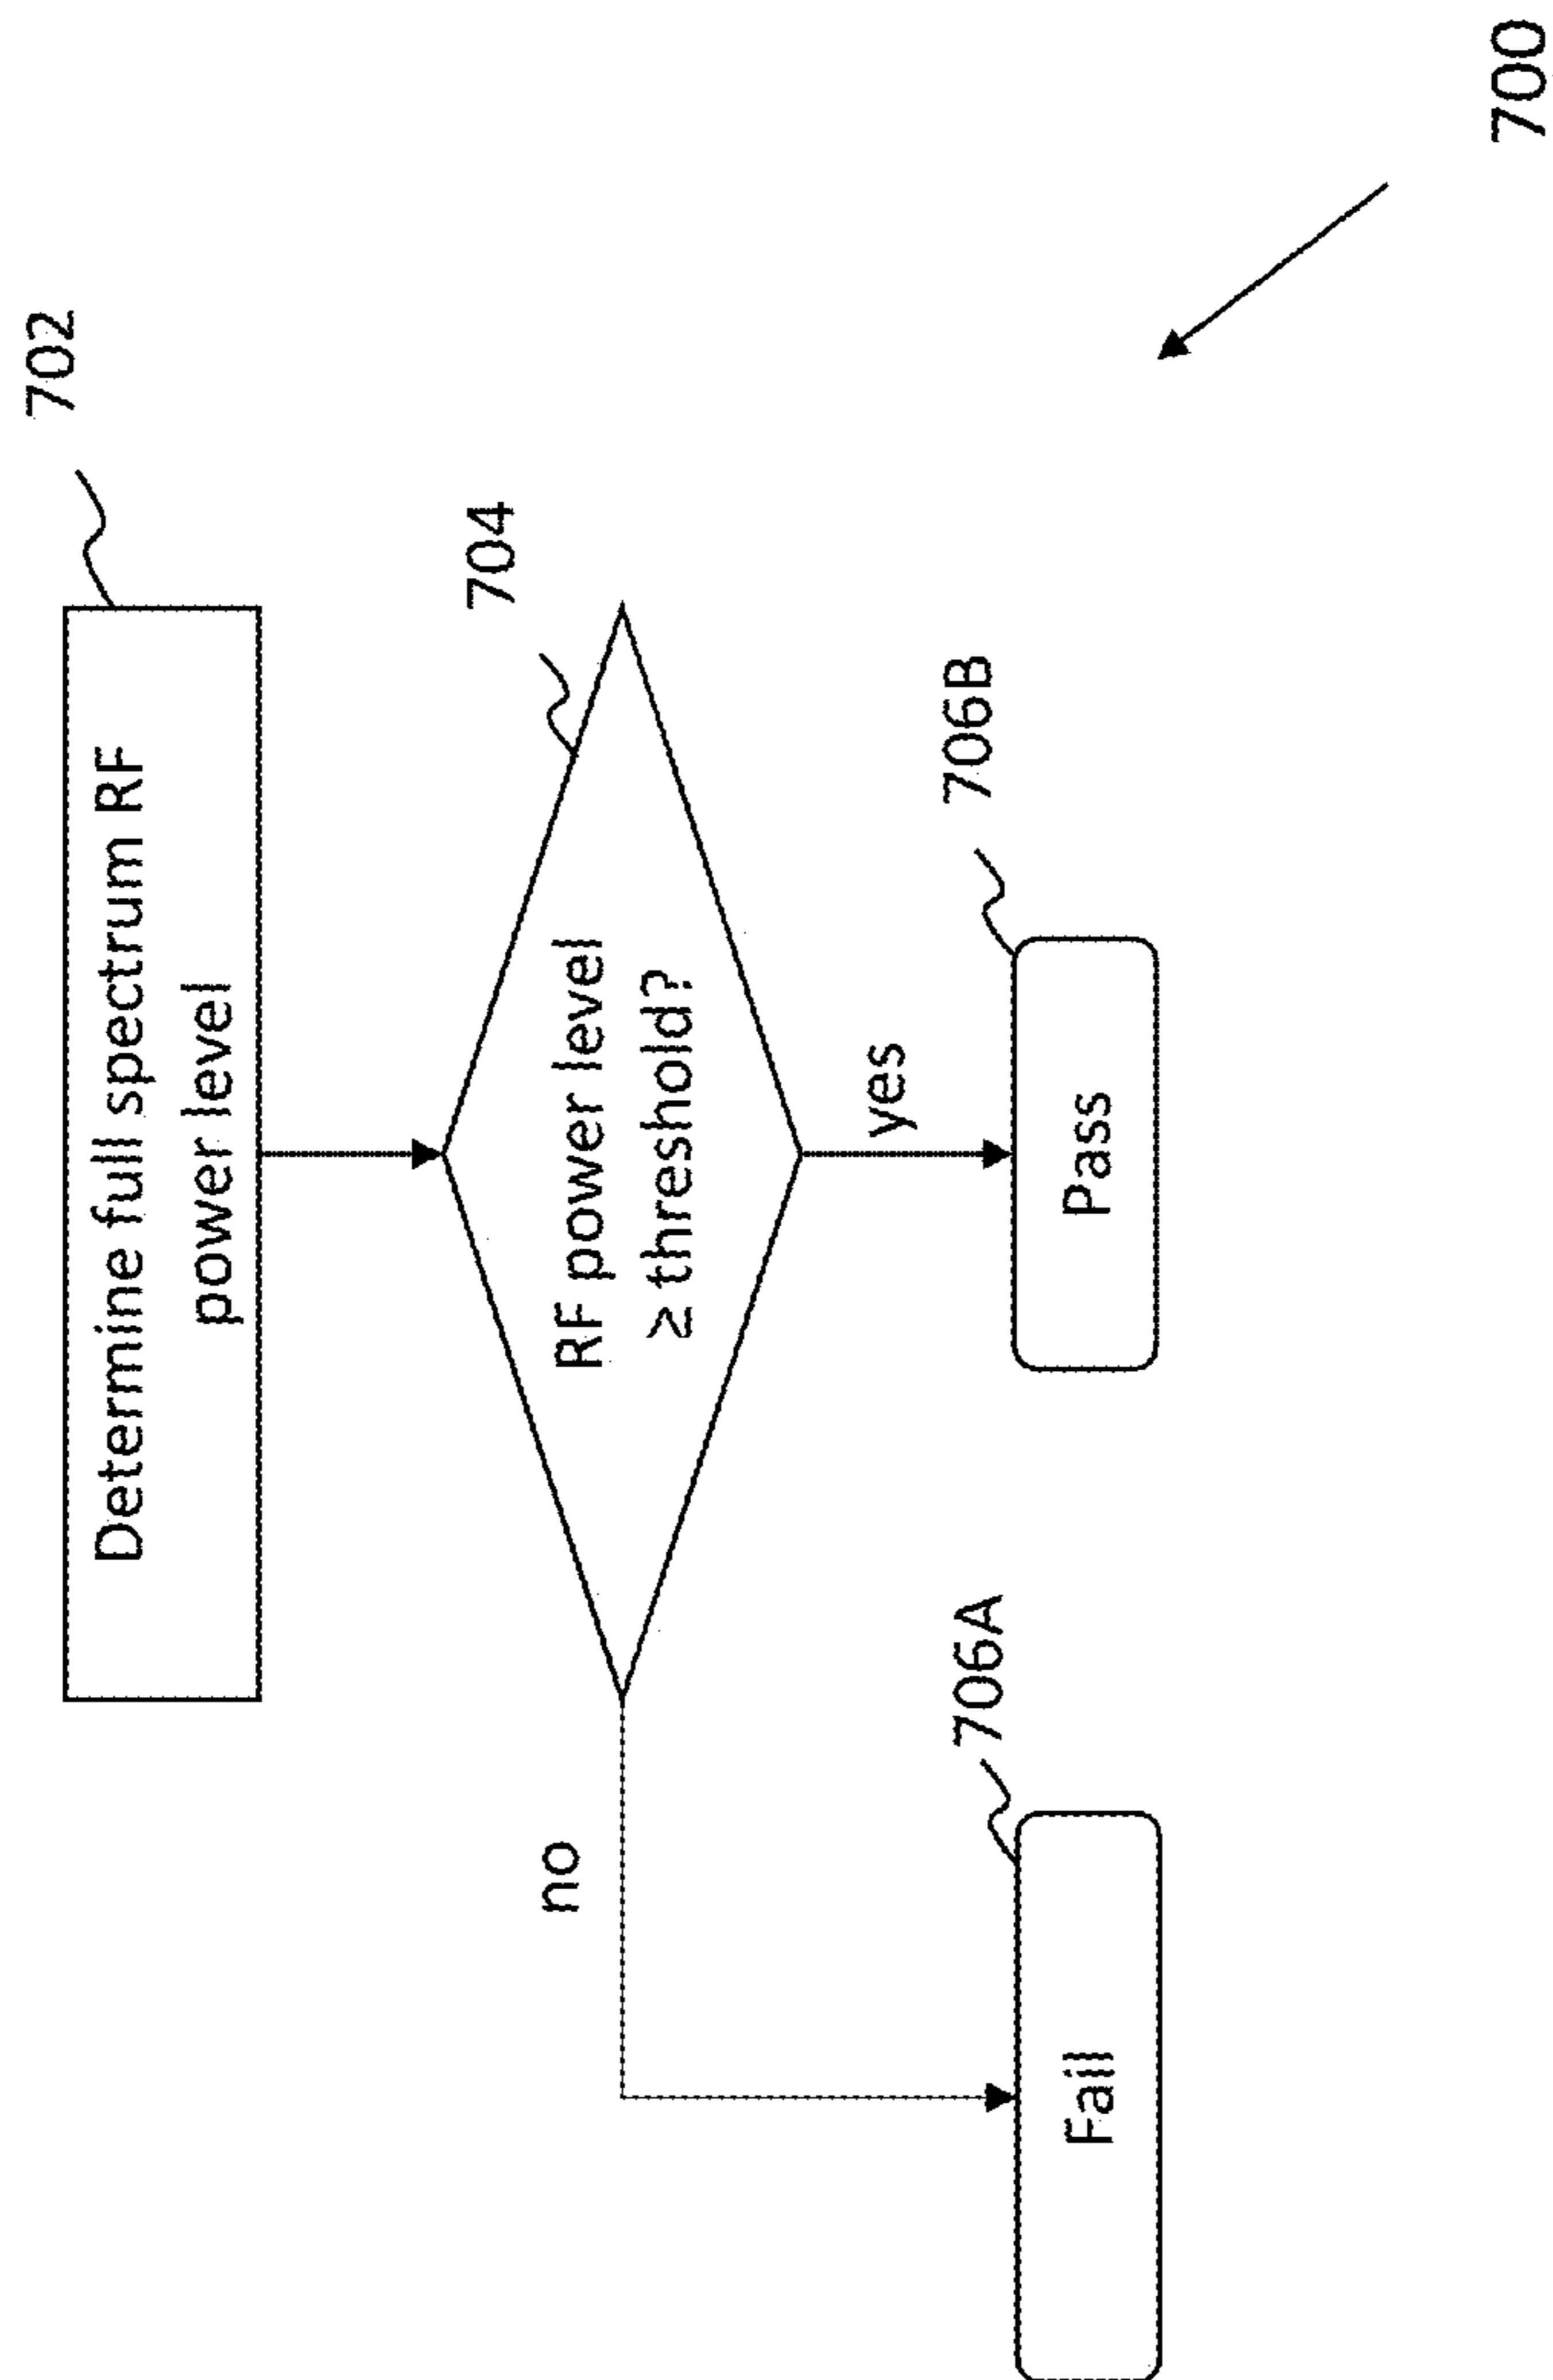 702
Determine full spectrum RF
power level
704
RF power level
≥ threshold?
no
yes
706A
706B
Fail
Pass
700